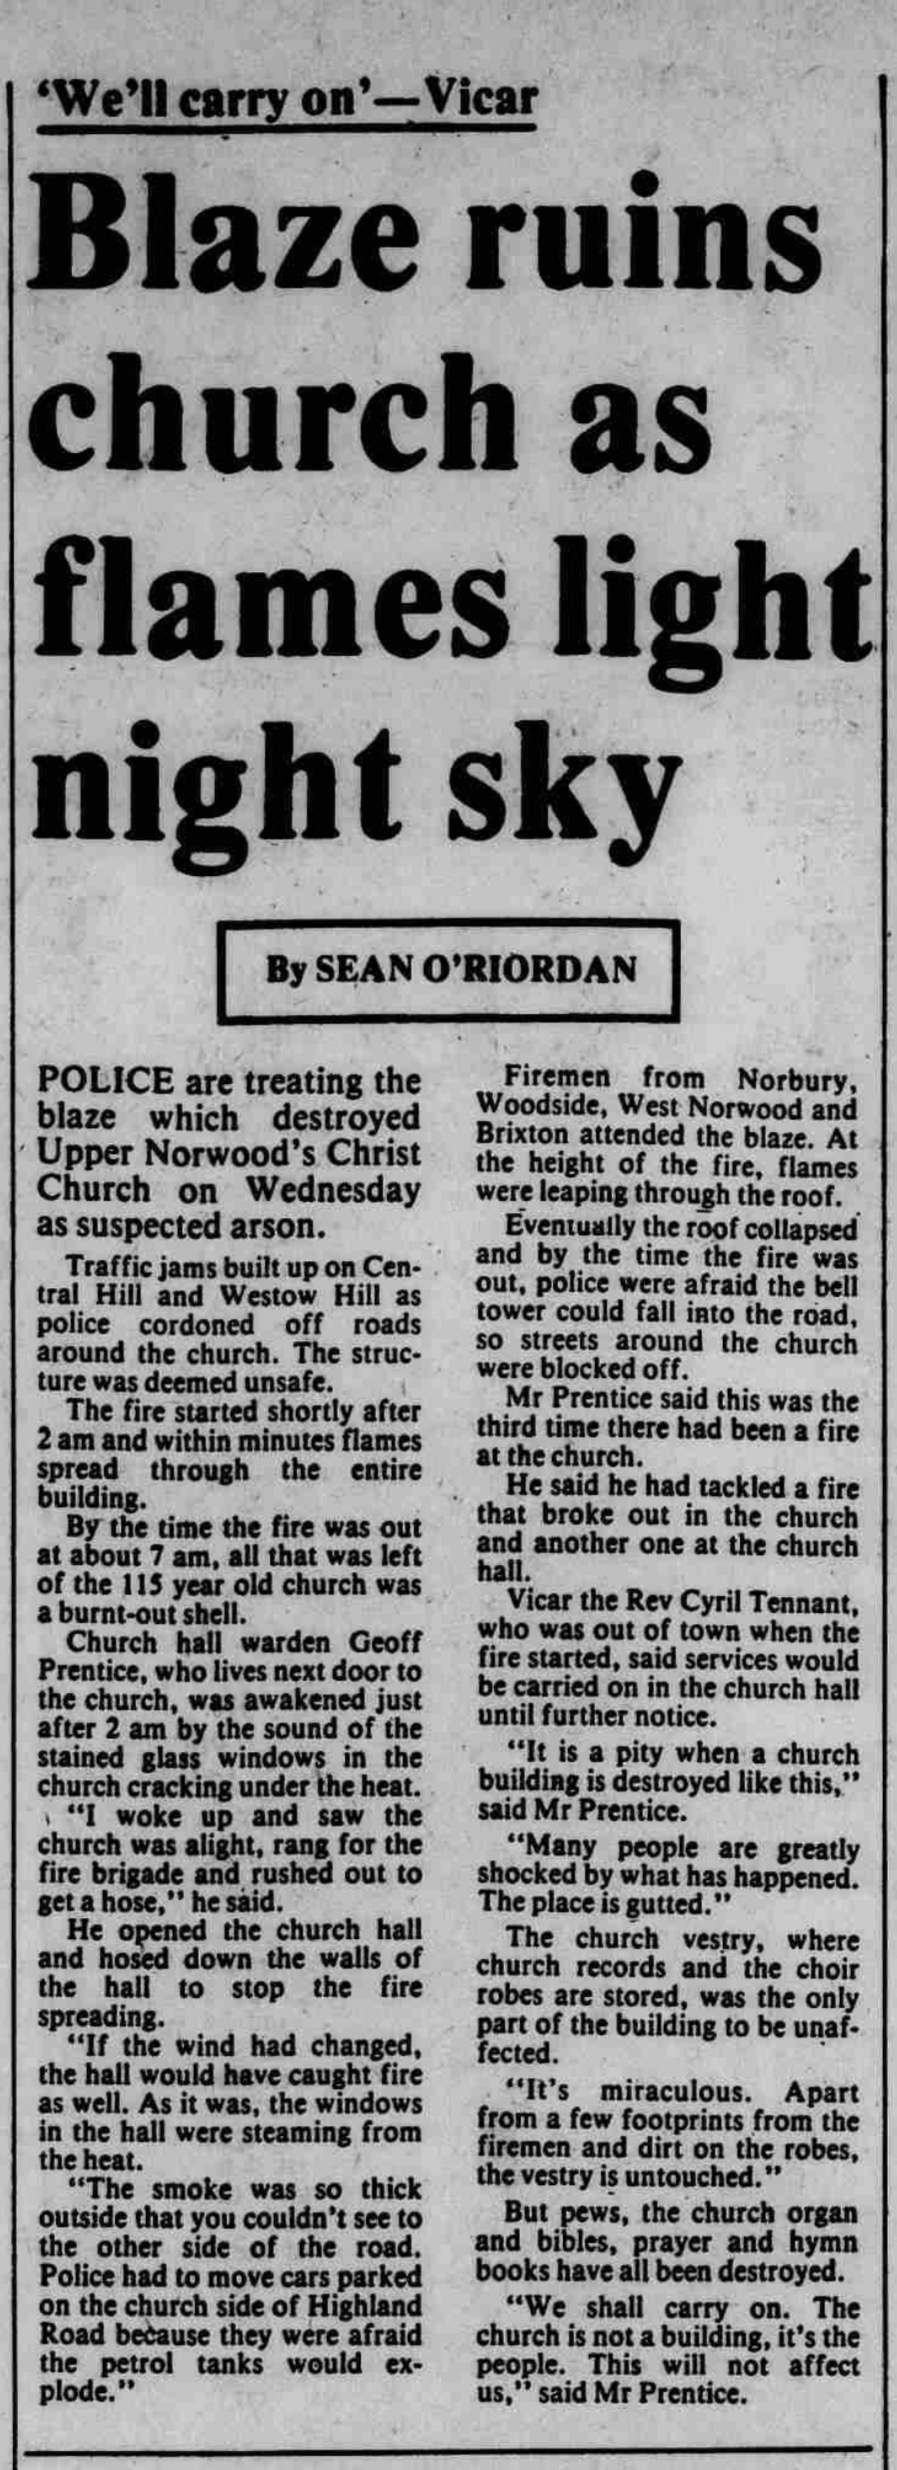 ‘We’ll carry on’—Vicar
Blaze ruins
church as
flames light
night sky
By SEAN O’RIORDAN
POLICE are treating the
blaze which destroyed
Upper Norwood’s Christ
Church on Wednesday
as suspected arson.
Traffic jams built up on Cen-
tral Hill and Westow Hill as
police cordoned off roads
around the church. The struc-
ture was deemed unsafe.
The fire started shortly after
2 am and within minutes flames
spread through the entire
building.
By the time the fire was out
at about 7 am, all that was left
of the 115 year old church was
a burnt-out shell.
Church hall warden Geoff
Prentice, who lives next door to
the church, was awakened just
after 2 am by the sound of the
stained glass windows in the
church cracking under the heat.
“I woke up and saw the
church was alight, rang for the
fire brigade and rushed out to
get a hose,” he said.
He opened the church hall
and hosed down the walls of
the hall to stop the fire
spreading.
“If the wind had changed,
the hall would have caught fire
as well. As it was, the windows
in the hall were steaming from
the heat.
“The smoke was so thick
outside that you couldn’t see to
the other side of the road.
Police had to move cars parked
on the church side of Highland
Road because they were afraid
the petrol tanks would ex-
plode.”
Firemen from Norbury,
Woodside, West Norwood and
Brixton attended the blaze. At
the height of the fire, flames
were leaping through the roof.
Eventually the roof collapsed
and by the time the fire was
out, police were afraid the bell
tower could fall into the road,
so streets around the church
were blocked off.
Mr Prentice said this was the
third time there had been a fire
at the church.
He said he had tackled a fire
that broke out in the church
and another one at the church
hall.
Vicar the Rev Cyril Tennant,
who was out of town when the
fire started, said services would
be carried on in the church hall
until further notice.
“It is a pity when a church
building is destroyed like this,”
said Mr Prentice.
“Many people are greatly
shocked by what has happened.
The place is gutted.”
The church vestry, where
church records and the choir
robes are stored, was the only
part of the building to be unaf-
fected.
“It’s miraculous. Apart
from a few footprints from the
firemen and dirt on the robes,
the vestry is untouched.”
But pews, the church organ
and bibles, prayer and hymn
books have all been destroyed.
“We shall carry on. The
church is not a building, it’s the
people. This will not affect
us,” said Mr Prentice.